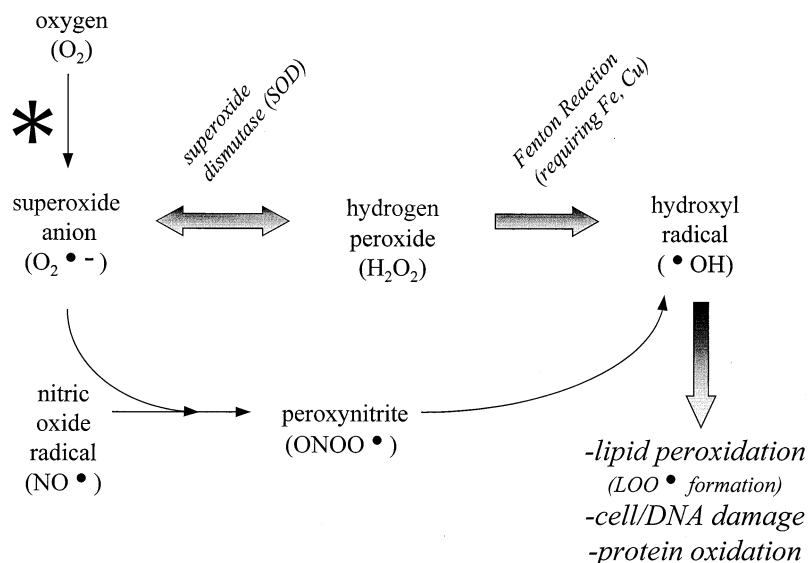 oxygen
(O₂)
*
superoxide
dismutase (SOD)
Fenton Reaction
(requiring Fe, Cu)
superoxide
anion
(O₂ • -)
hydrogen
peroxide
(H₂O₂)
hydroxyl
radical
( • OH)
nitric
oxide
radical
(NO • )
peroxynitrite
(ONOO • )
-lipid peroxidation
(LOO • formation)
-cell/DNA damage
-protein oxidation